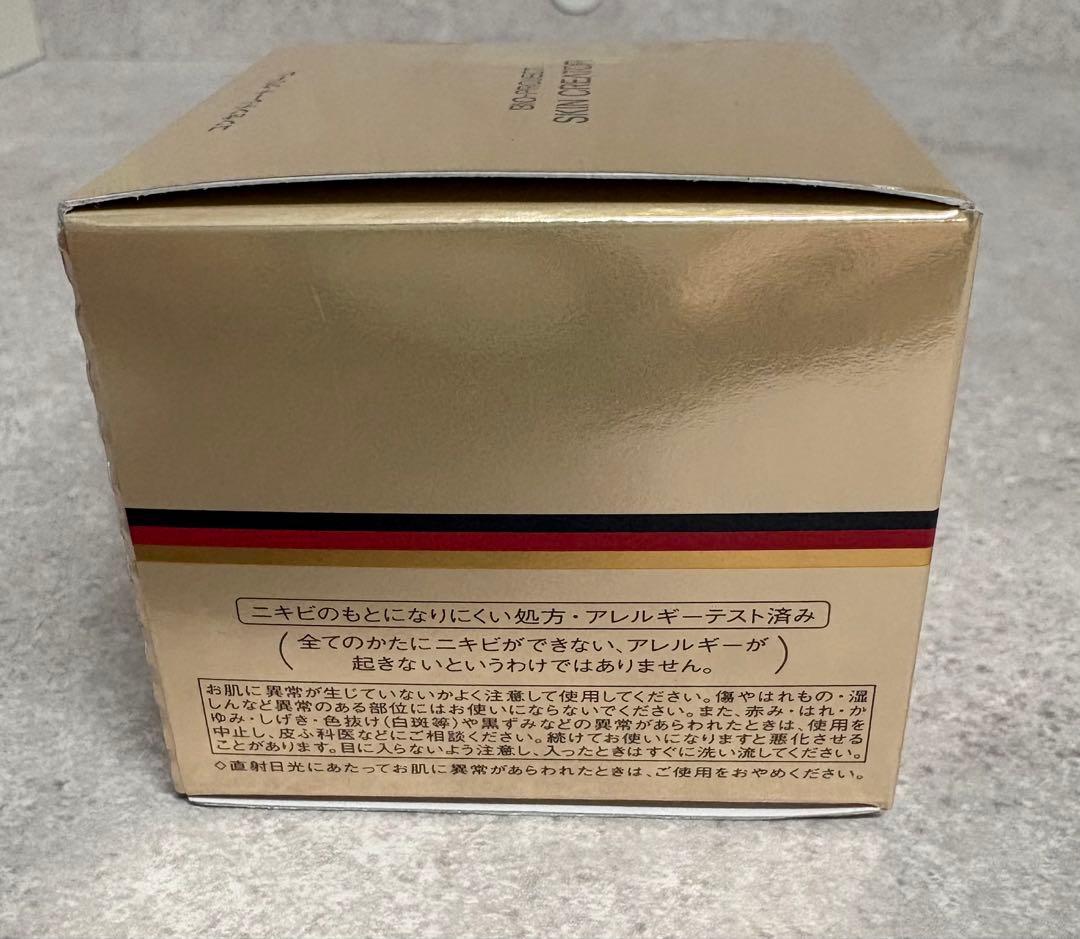 BIO-PROJECT
SKIN CREATOR
ニキビのもとになりにくい処方・アレルギーテスト済み
(全てのかたにニキビができない、アレルギーが
起きないというわけではありません。)
お肌に異常が生じていないかよく注意して使用してください。傷やはれもの・湿
しんなど異常のある部位にはお使いにならないでください。また、赤み・はれ・か
ゆみ・しげき・色抜け(白斑等)や黒ずみなどの異常があらわれたときは、使用を
中止し、皮ふ科医などにご相談ください。続けてお使いになりますと悪化させる
ことがあります。目に入らないよう注意し、入ったときはすぐに洗い流してください。
◇直射日光にあたってお肌に異常があらわれたときは、ご使用をおやめください。